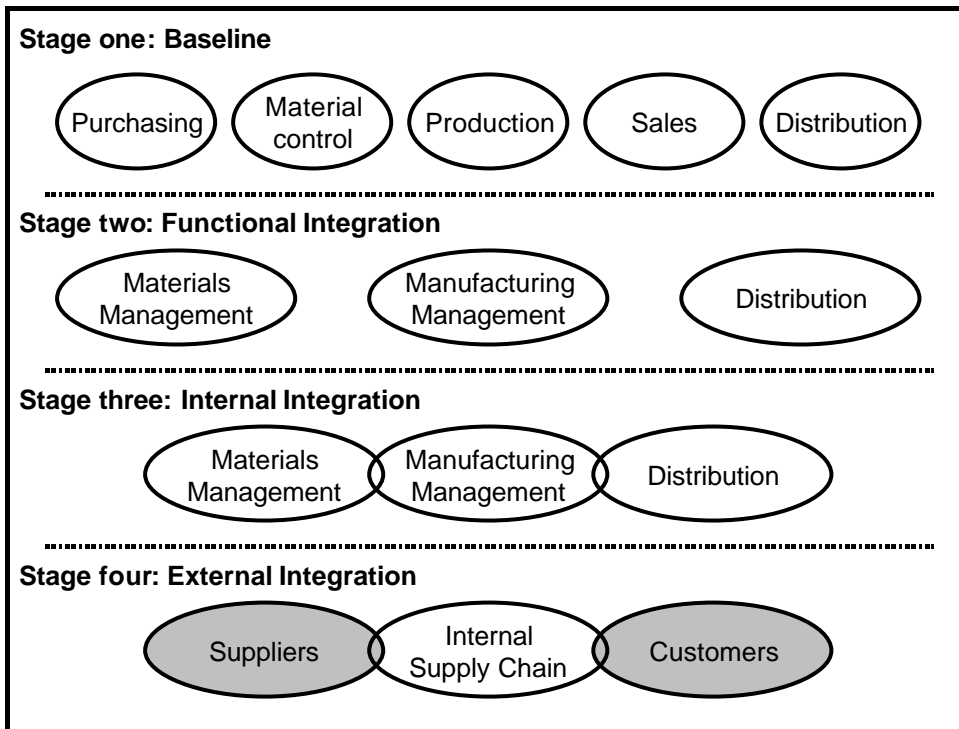 Stage one: Baseline
Purchasing
Material
control
Production
Sales
Distribution
Stage two: Functional Integration
Materials
Management
Manufacturing
Management
Distribution
Stage three: Internal Integration
Materials
Management
Manufacturing
Management
Distribution
Stage four: External Integration
Suppliers
Internal
Supply Chain
Customers